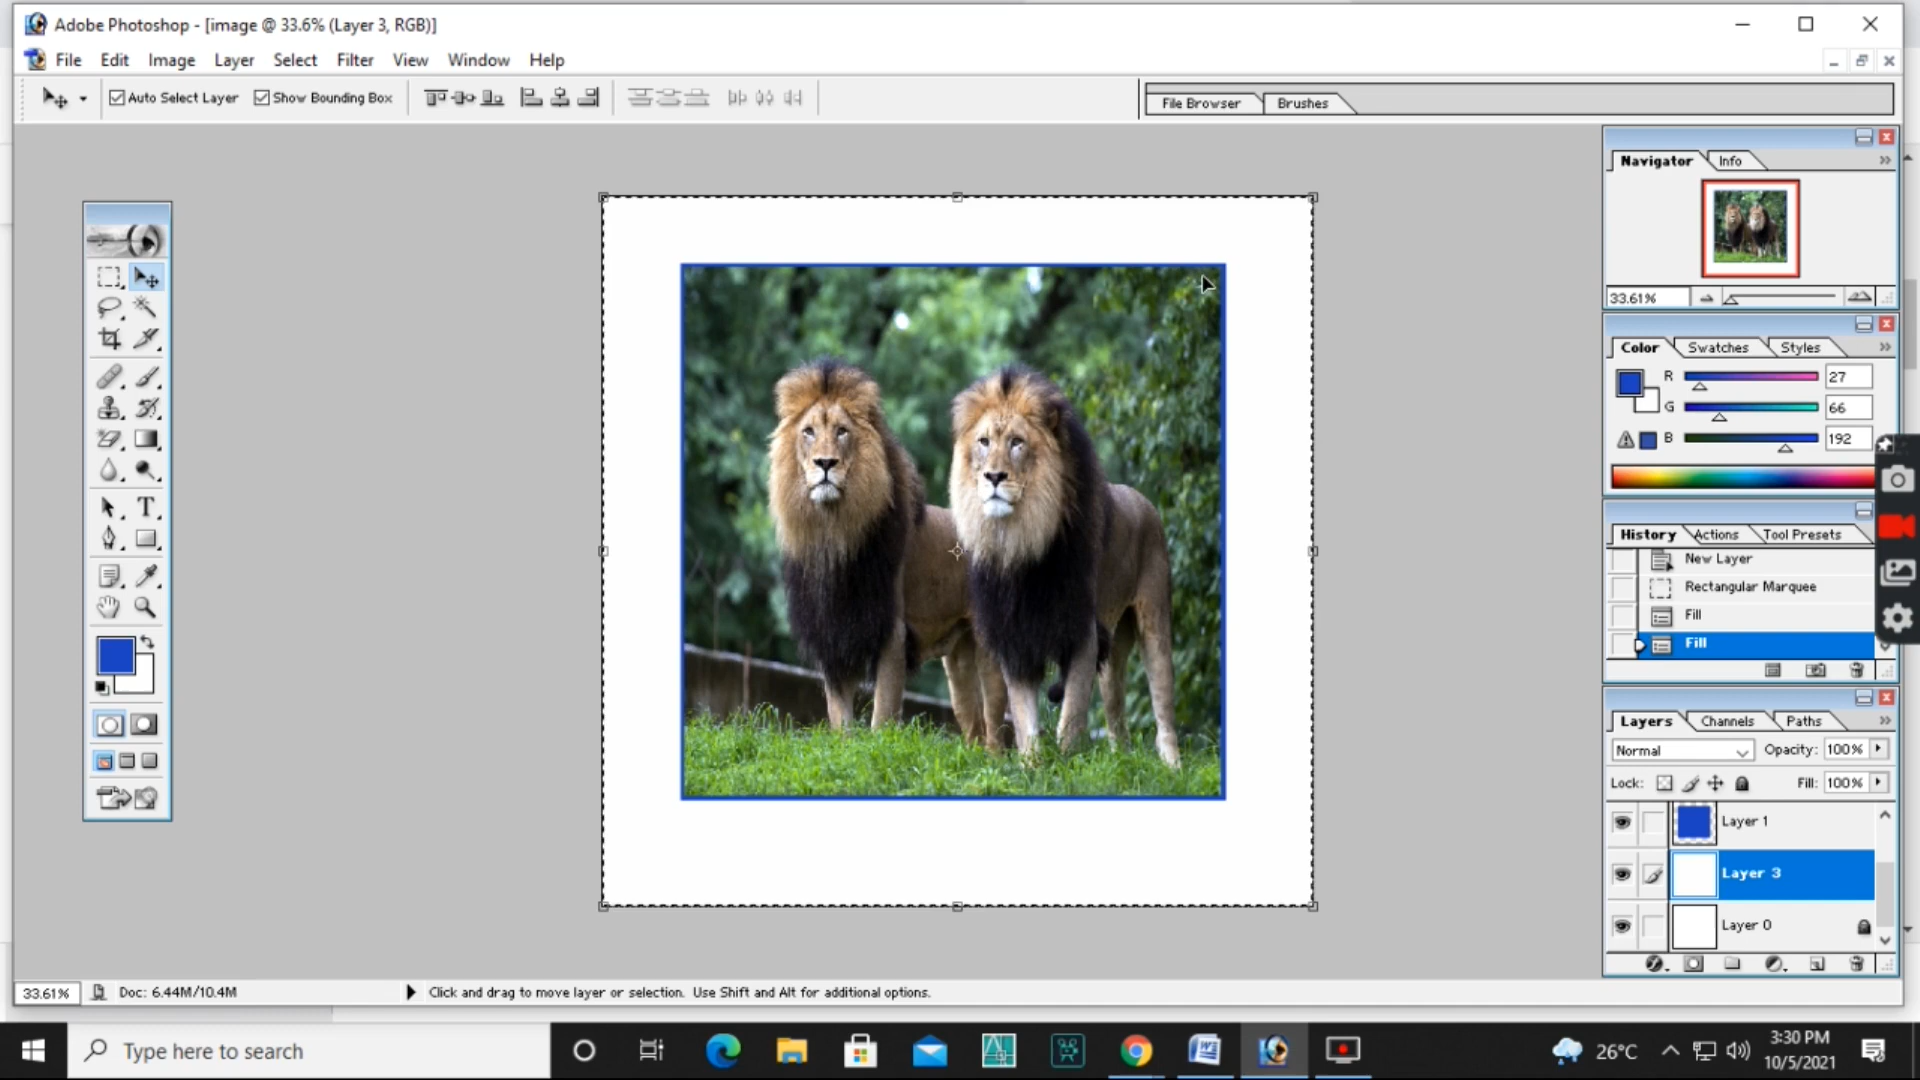 Adobe Photoshop - [image @ 33.6% (Layer 3, RGB)]
File Edit Image Layer Select Filter View Window Help
Auto Select Layer Show Bounding Box
File Browser Brushes
Navigator Info
33.61%
Color Swatches Styles
R 27
G 66
B 192
History Actions Tool Presets
New Layer
Rectangular Marquee
Fill
Fill
T
Layers Channels Paths
Normal Opacity: 100%
Lock: Fill: 100%
Layer 1
Layer 3
Layer 0
33.61% Doc: 6.44M/10.4M Click and drag to move layer or selection. Use Shift and Alt for additional options.
Type here to search
26°C
3:30 PM
10/5/2021